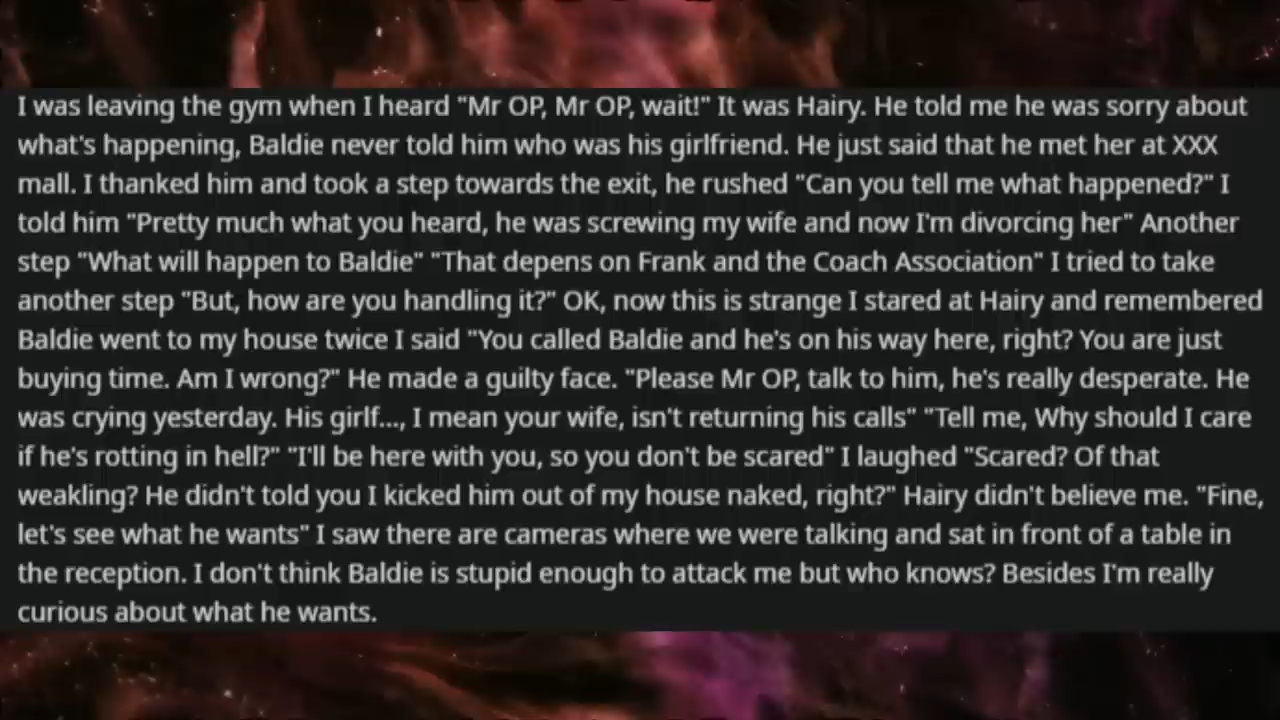 I was leaving the gym when I heard "Mr OP, Mr OP, wait!" It was Hairy. He told me he was sorry about
what's happening, Baldie never told him who was his girlfriend. He just said that he met her at XXX
mall. I thanked him and took a step towards the exit, he rushed "Can you tell me what happened?" I
told him "Pretty much what you heard, he was screwing my wife and now I'm divorcing her" Another
step "What will happen to Baldie" "That depens on Frank and the Coach Association" I tried to take
another step "But, how are you handling it?" OK, now this is strange I stared at Hairy and remembered
Baldie went to my house twice I said "You called Baldie and he's on his way here, right? You are just
buying time. Am I wrong?" He made a guilty face. "Please Mr OP, talk to him, he's really desperate. He
was crying yesterday. His girlf..., I mean your wife, isn't returning his calls" "Tell me, Why should I care
if he's rotting in hell?" "I'll be here with you, so you don't be scared" I laughed "Scared? Of that
weakling? He didn't told you I kicked him out of my house naked, right?" Hairy didn't believe me. "Fine,
let's see what he wants" I saw there are cameras where we were talking and sat in front of a table in
the reception. I don't think Baldie is stupid enough to attack me but who knows? Besides I'm really
curious about what he wants.